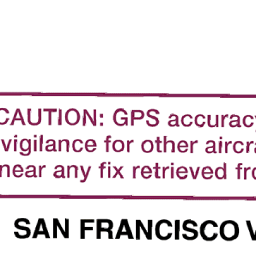 CAUTION: GPS accuracy
vigilance for other aircra
near any fix retrieved fro
SAN FRANCISCO V